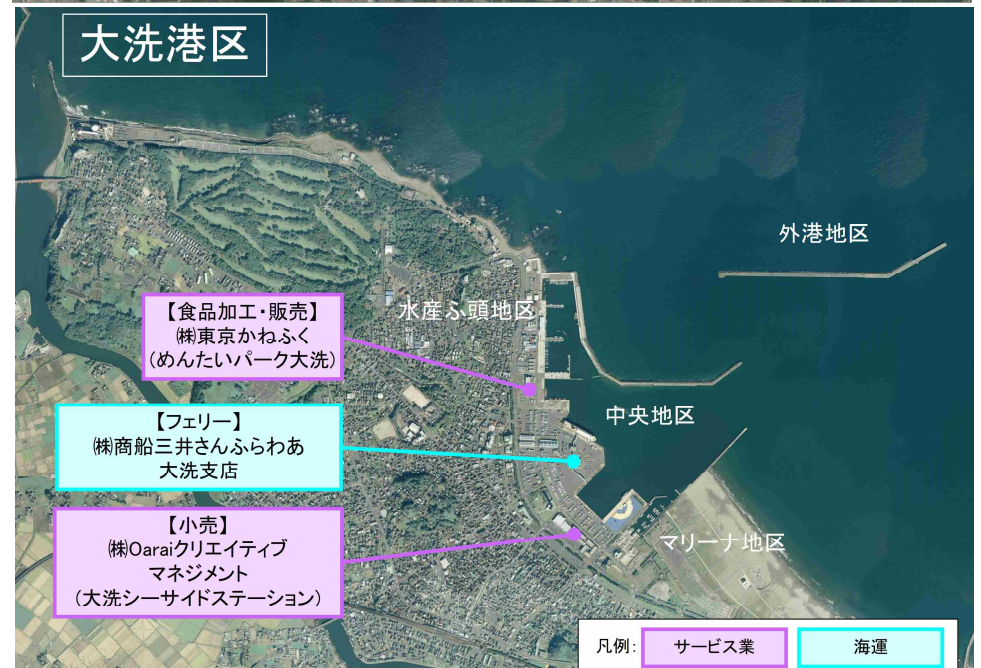 大洗港区
外港地区
水産ふ頭地区
【食品加工・販売】
㈱東京かねふく
(めんたいパーク大洗)
中央地区
【フェリー】
㈱商船三井さんふらわあ
大洗支店
【小売】
㈱Oaraiクリエイティブ
マネジメント
(大洗シーサイドステーション)
マリーナ地区
凡例:
サービス業
海運